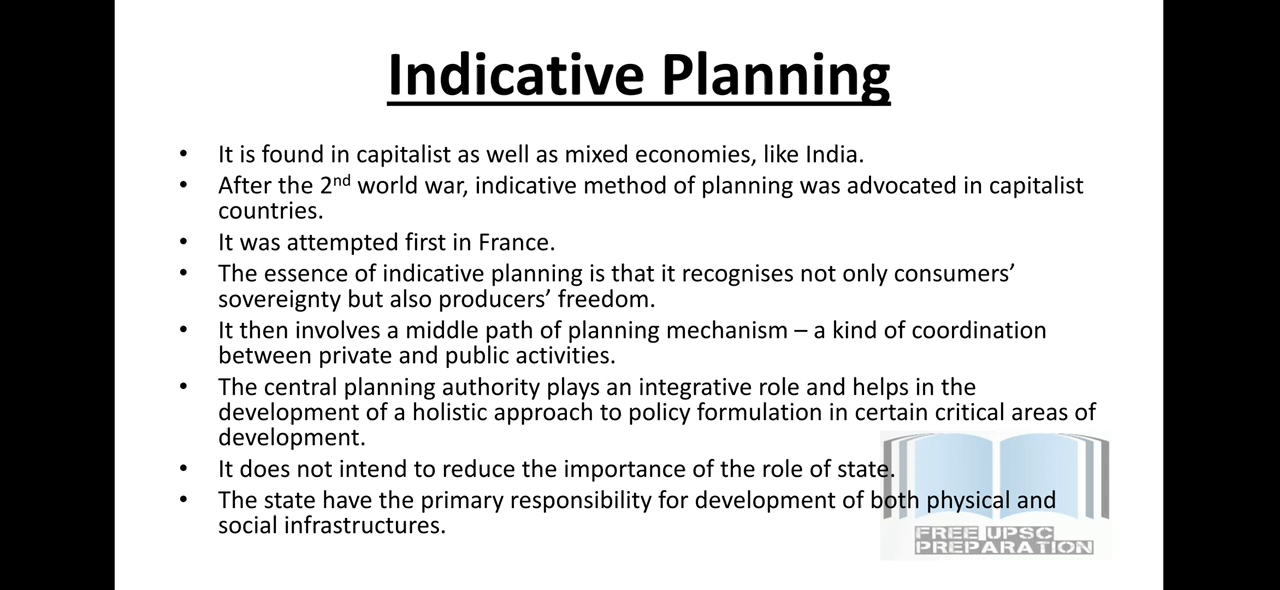 Indicative Planning
• It is found in capitalist as well as mixed economies, like India.
• After the 2nd world war, indicative method of planning was advocated in capitalist
countries.
• It was attempted first in France.
• The essence of indicative planning is that it recognises not only consumers’
sovereignty but also producers’ freedom.
• It then involves a middle path of planning mechanism – a kind of coordination
between private and public activities.
• The central planning authority plays an integrative role and helps in the
development of a holistic approach to policy formulation in certain critical areas of
development.
• It does not intend to reduce the importance of the role of state.
• The state have the primary responsibility for development of both physical and
social infrastructures.
FREE UPSC
PREPARATION